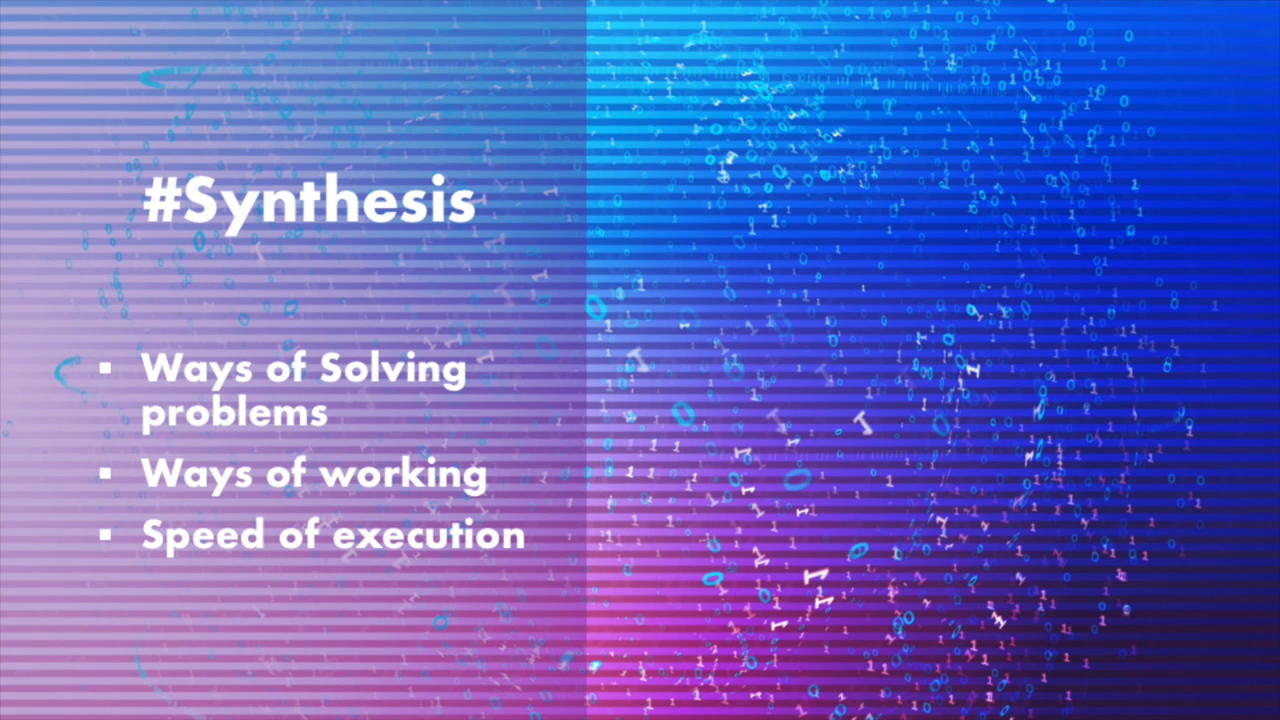 #Synthesis
▪ Ways of Solving
problems
▪ Ways of working
▪ Speed of execution